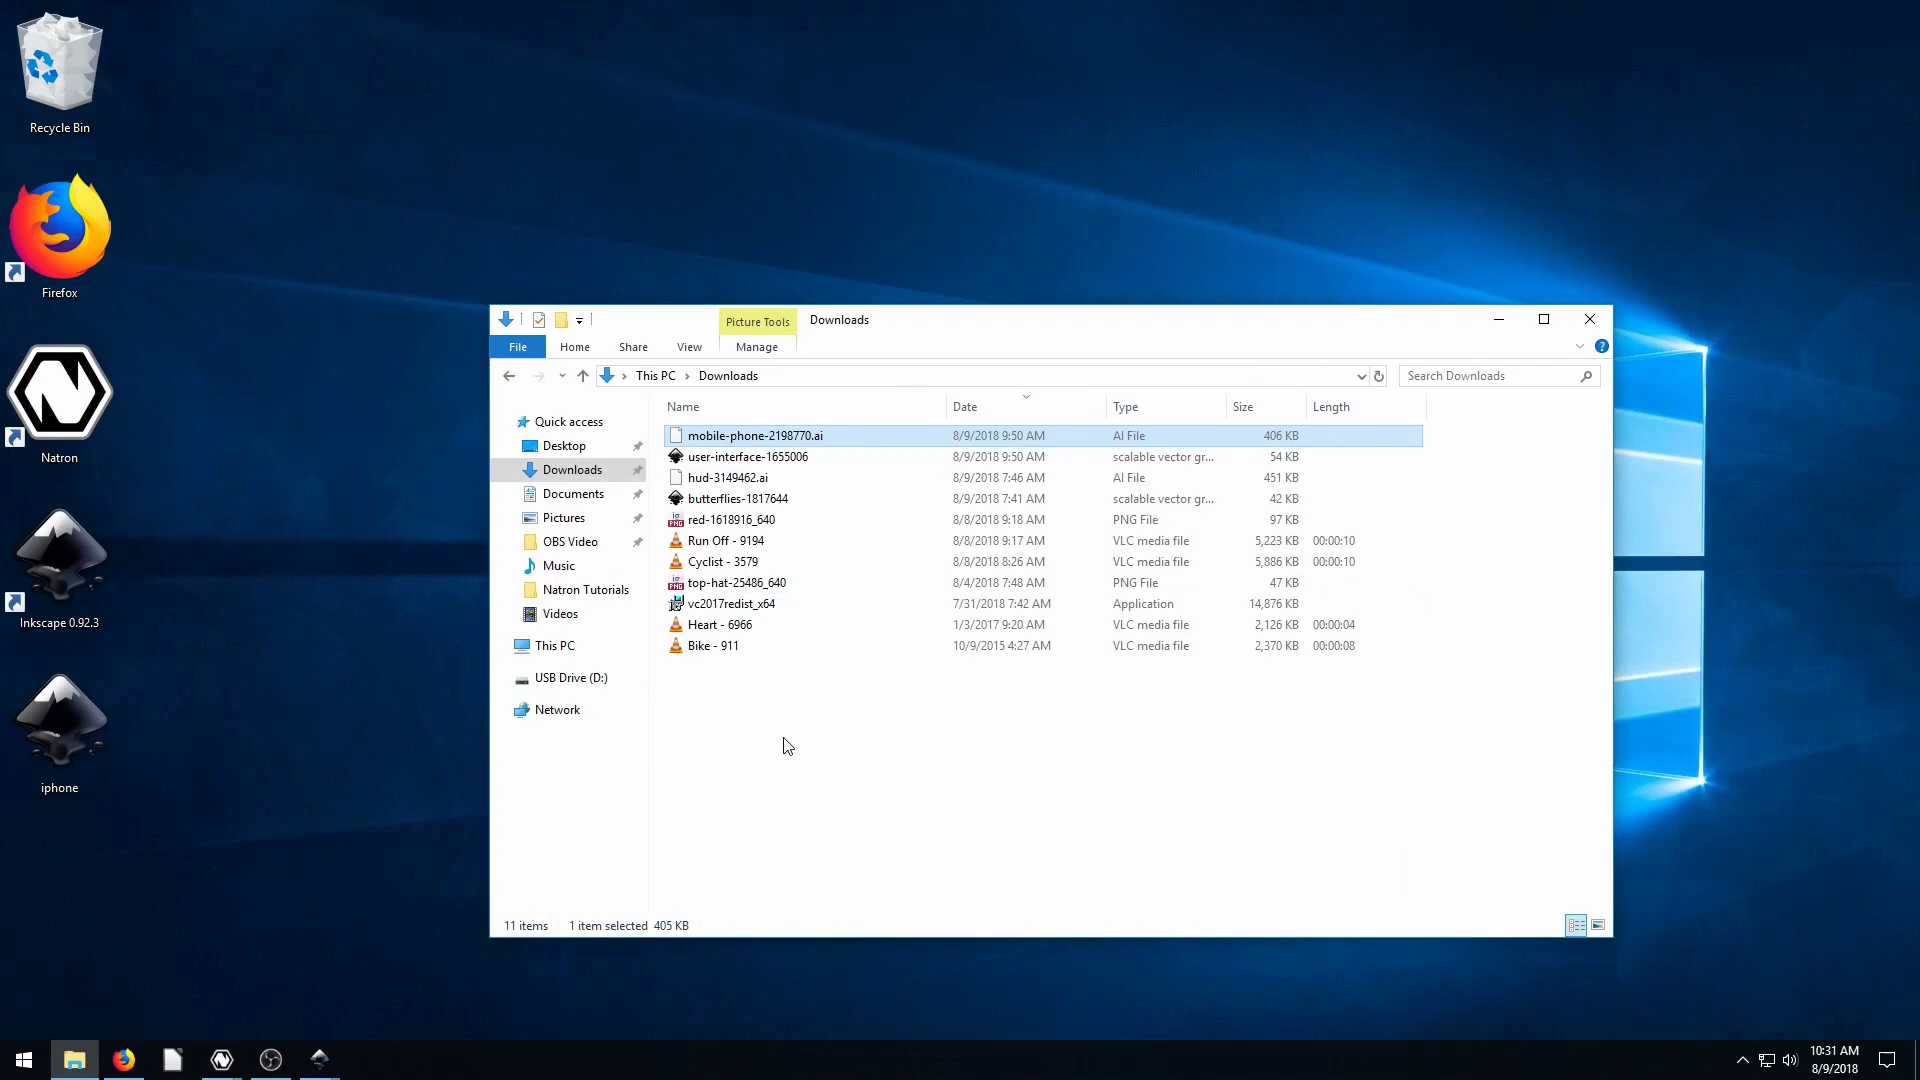 Recycle Bin
Firefox
Natron
Inkscape 0.92.3
iphone
Picture Tools Downloads
File Home Share View Manage
This PC Downloads Search Downloads
Name Date Type Size Length
Quick access
Desktop
Downloads
Documents
Pictures
OBS Video
Music
Natron Tutorials
Videos
This PC
USB Drive (D:)
Network
mobile-phone-2198770.ai 8/9/2018 9:50 AM AI File 406 KB
user-interface-1655006 8/9/2018 9:50 AM scalable vector gr... 54 KB
hud-3149462.ai 8/9/2018 7:46 AM AI File 451 KB
butterflies-1817644 8/9/2018 7:41 AM scalable vector gr... 42 KB
red-1618916_640 8/8/2018 9:18 AM PNG File 97 KB
Run Off - 9194 8/8/2018 9:17 AM VLC media file 5,223 KB 00:00:10
Cyclist - 3579 8/8/2018 8:26 AM VLC media file 5,886 KB 00:00:10
top-hat-25486_640 8/4/2018 7:48 AM PNG File 47 KB
vc2017redist_x64 7/31/2018 7:42 AM Application 14,876 KB
Heart - 6966 1/3/2017 9:20 AM VLC media file 2,126 KB 00:00:04
Bike - 911 10/9/2015 4:27 AM VLC media file 2,370 KB 00:00:08
11 items 1 item selected 405 KB
10:31 AM
8/9/2018